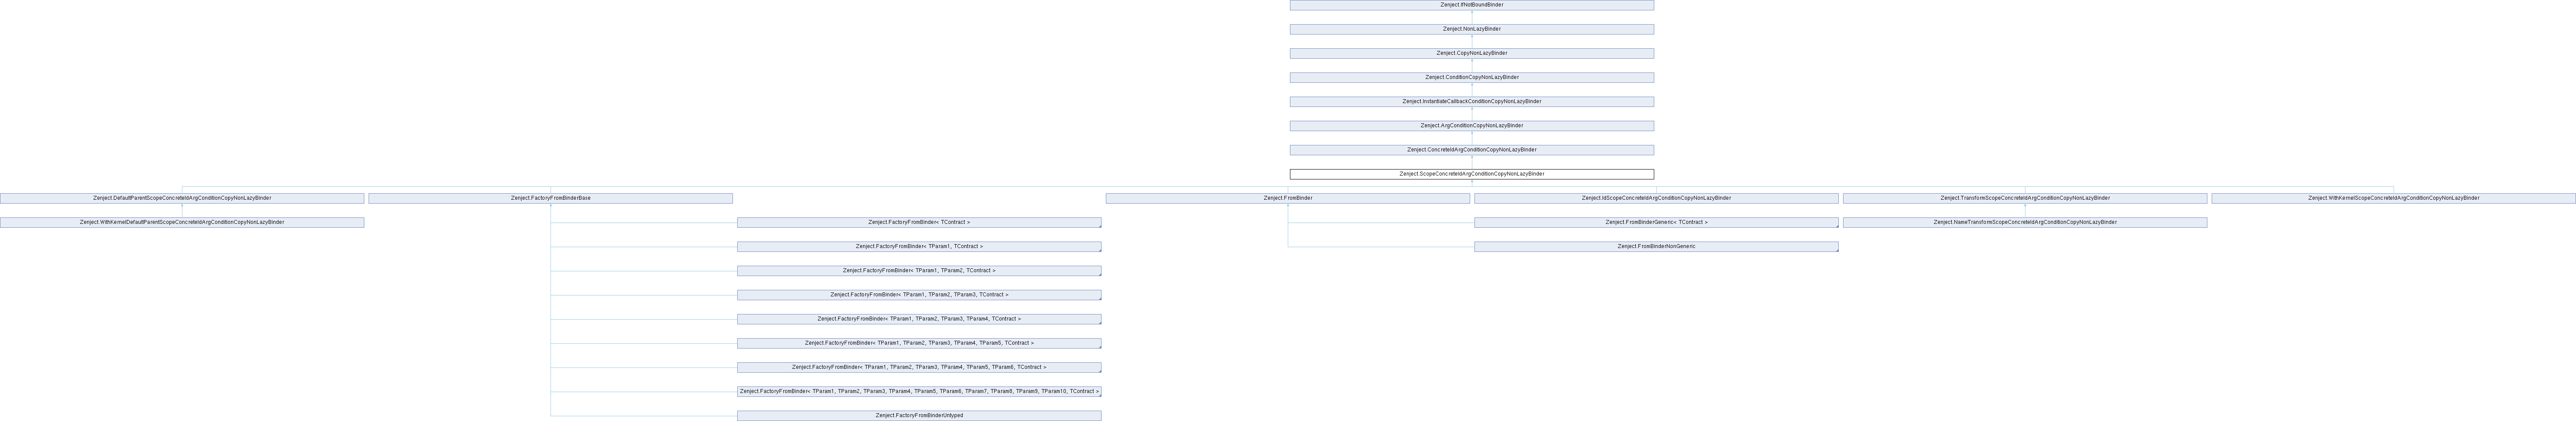 Zenject.IfNotBoundBinder
Zenject.NonLazyBinder
Zenject.CopyNonLazyBinder
Zenject.ConditionCopyNonLazyBinder
Zenject.InstantiateCallbackConditionCopyNonLazyBinder
Zenject.ArgConditionCopyNonLazyBinder
Zenject.ConcreteIdArgConditionCopyNonLazyBinder
Zenject.ScopeConcreteIdArgConditionCopyNonLazyBinder
Zenject.DefaultParentScopeConcreteIdArgConditionCopyNonLazyBinder
Zenject.FactoryFromBinderBase
Zenject.FromBinder
Zenject.IdScopeConcreteIdArgConditionCopyNonLazyBinder
Zenject.TransformScopeConcreteIdArgConditionCopyNonLazyBinder
Zenject.WithKernelScopeConcreteIdArgConditionCopyNonLazyBinder
Zenject.WithKernelDefaultParentScopeConcreteIdArgConditionCopyNonLazyBinder
Zenject.FactoryFromBinder< TContract >
Zenject.FromBinderGeneric< TContract >
Zenject.NameTransformScopeConcreteIdArgConditionCopyNonLazyBinder
Zenject.FactoryFromBinder< TParam1, TContract >
Zenject.FromBinderNonGeneric
Zenject.FactoryFromBinder< TParam1, TParam2, TContract >
Zenject.FactoryFromBinder< TParam1, TParam2, TParam3, TContract >
Zenject.FactoryFromBinder< TParam1, TParam2, TParam3, TParam4, TContract >
Zenject.FactoryFromBinder< TParam1, TParam2, TParam3, TParam4, TParam5, TContract >
Zenject.FactoryFromBinder< TParam1, TParam2, TParam3, TParam4, TParam5, TParam6, TContract >
Zenject.FactoryFromBinder< TParam1, TParam2, TParam3, TParam4, TParam5, TParam6, TParam7, TParam8, TParam9, TParam10, TContract >
Zenject.FactoryFromBinderUntyped